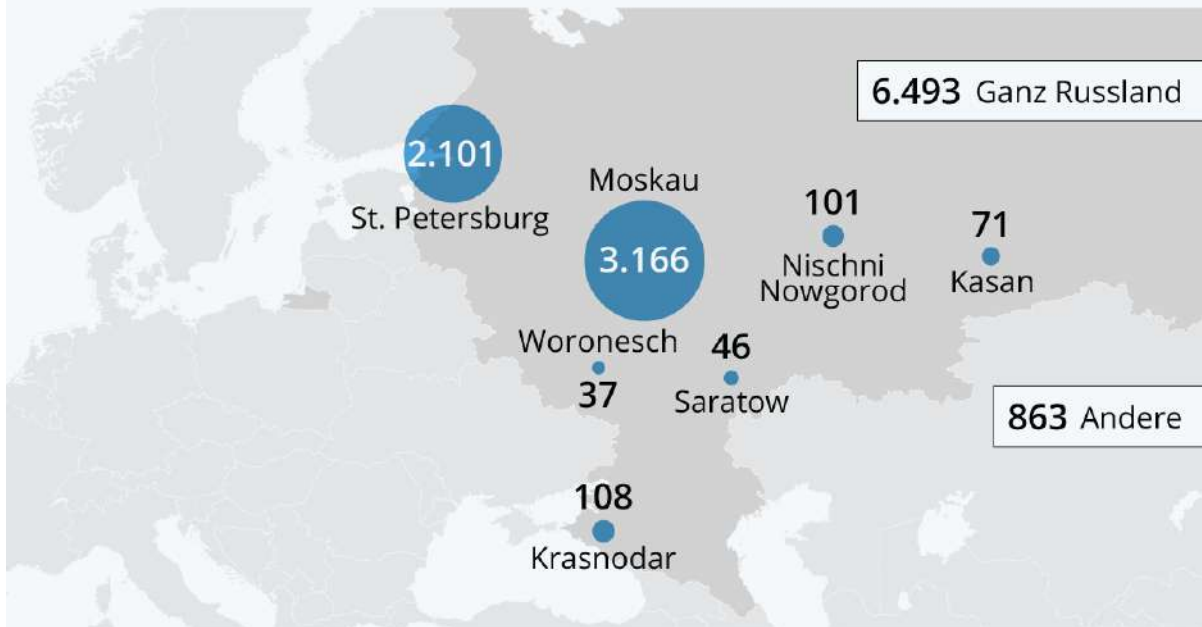 6.493 Ganz Russland
2.101
St. Petersburg
Moskau
3.166
101
Nischni
Nowgorod
71
Kasan
Woronesch
37
46
Saratow
863 Andere
108
Krasnodar